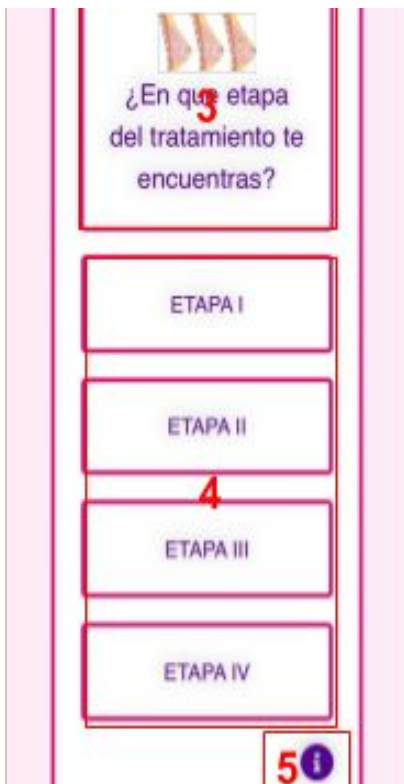 ¿En que etapa
3
del tratamiento te
encuentras?
ETAPA I
ETAPA II
4
ETAPA III
ETAPA IV
5